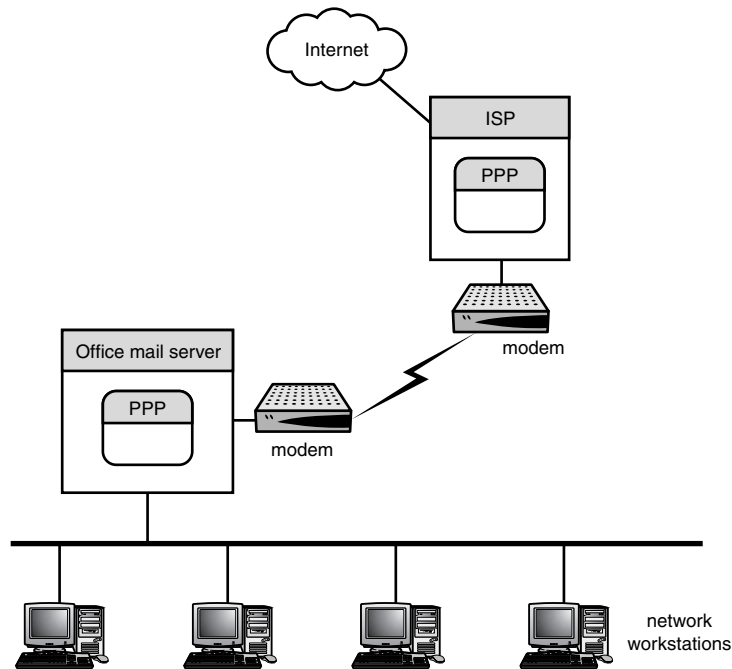 Internet
ISP
PPP
modem
Office mail server
PPP
modem
network
workstations